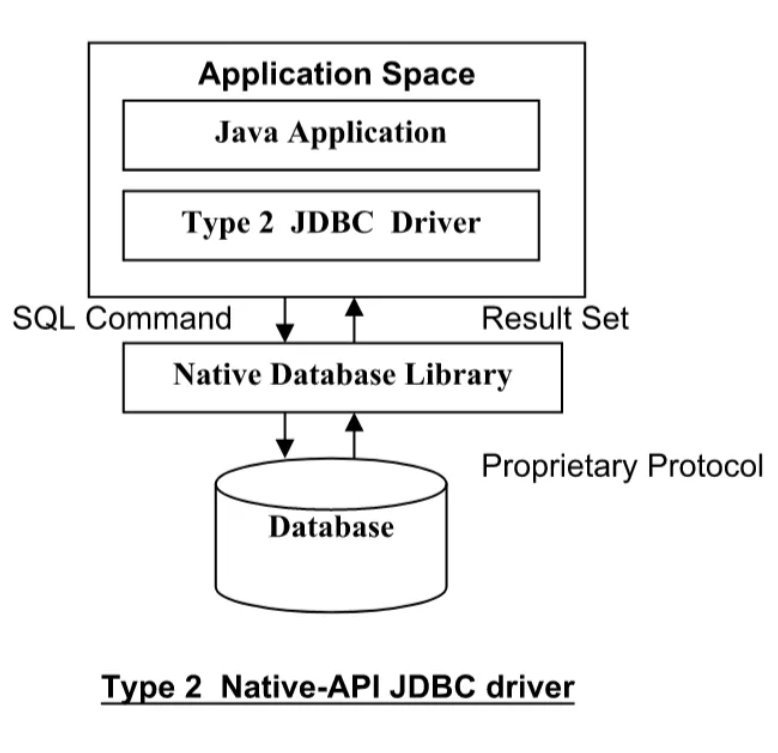 Application Space
Java Application
Type 2 JDBC Driver
SQL Command
Result Set
Native Database Library
Proprietary Protocol
Database
Type 2 Native-API JDBC driver